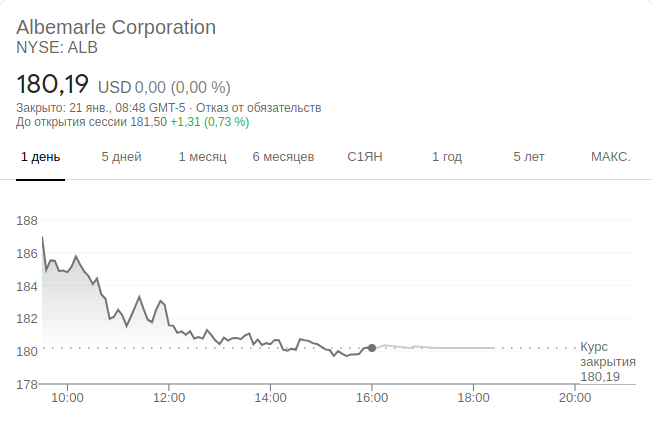 Albemarle Corporation
NYSE: ALB
180,19 USD 0,00 (0,00 %)
Закрыто: 21 янв., 08:48 GMT-5 · Отказ от обязательств
До открытия сессии 181,50 +1,31 (0,73 %)
1 день 5 дней 1 месяц 6 месяцев С1ЯН 1 год 5 лет МАКС.
188
186
184
182
180
Курс
закрытия
180,19
178
10:00 12:00 14:00 16:00 18:00 20:00